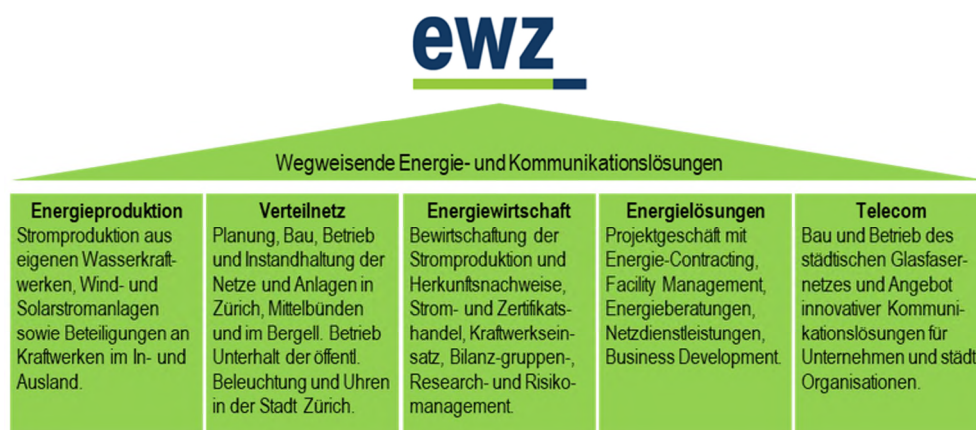 ewz
Wegweisende Energie- und Kommunikationslösungen
Energieproduktion
Stromproduktion aus
eigenen Wasserkraft-
werken, Wind- und
Solarstromanlagen
sowie Beteiligungen an
Kraftwerken im In- und
Ausland.
Verteilnetz
Planung, Bau, Betrieb
und Instandhaltung der
Netze und Anlagen in
Zürich, Mittelbünden
und im Bergell. Betrieb
Unterhalt der öffentl.
Beleuchtung und Uhren
in der Stadt Zürich.
Energiewirtschaft
Bewirtschaftung der
Stromproduktion und
Herkunftsnachweise,
Strom- und Zertifikats-
handel, Kraftwerksein-
satz, Bilanz-gruppen-,
Research- und Risiko-
management.
Energielösungen
Projektgeschäft mit
Energie-Contracting,
Facility Management,
Energieberatungen,
Netzdienstleistungen,
Business Development.
Telecom
Bau und Betrieb des
städtischen Glasfaser-
netzes und Angebot
innovativer Kommuni-
kationslösungen für
Unternehmen und städt
Organisationen.